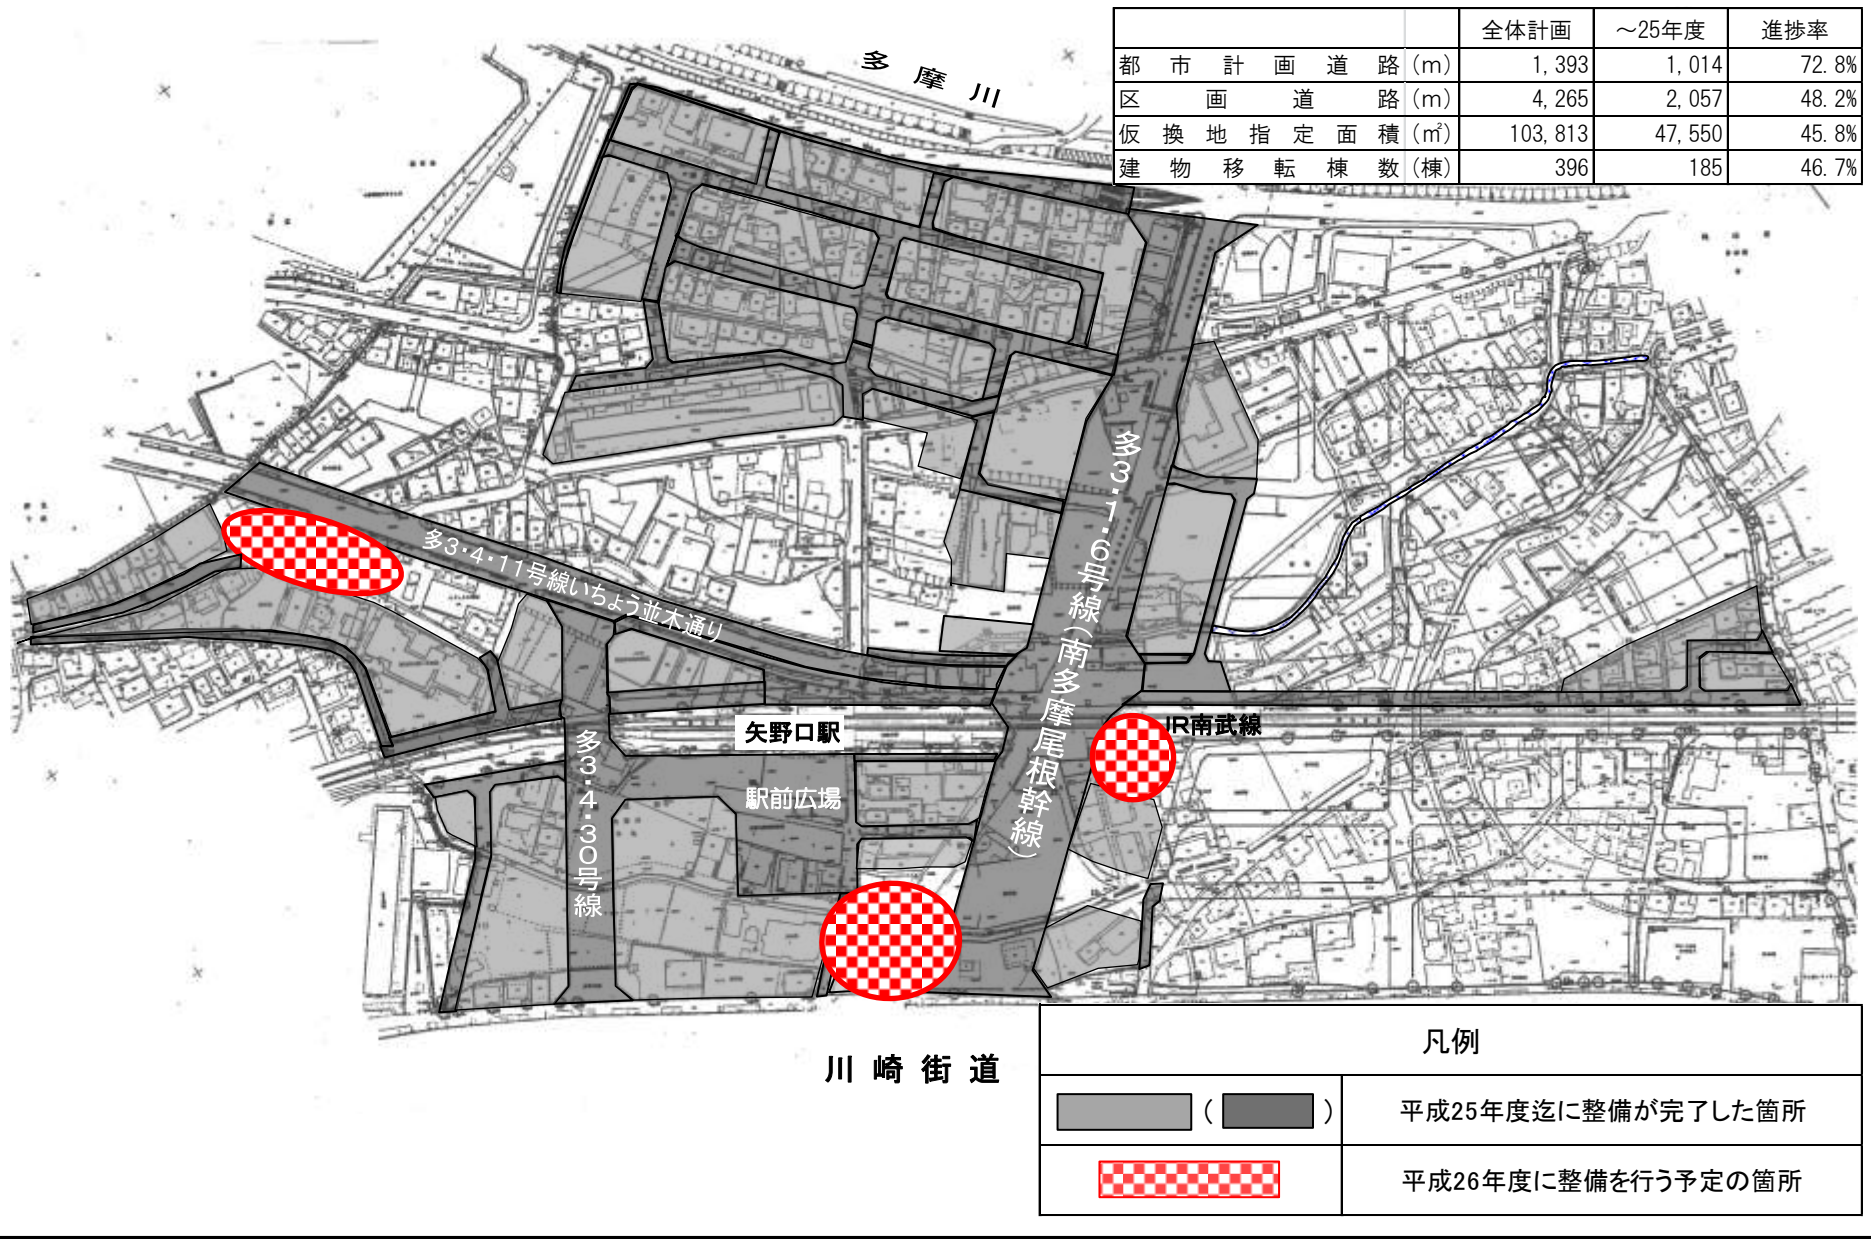 全体計画 ～25年度 進捗率
都市計画道路(m) 1,393 1,014 72.8%
区画道路(m) 4,265 2,057 48.2%
仮換地指定面積(㎡) 103,813 47,550 45.8%
建物移転棟数(棟) 396 185 46.7%
多摩川
多3・1・6号線(南多摩尾根幹線)
多3・4・11号線いちょう並木通り
矢野口駅
JR南武線
多3・4・30号線
駅前広場
川崎街道
凡例
( ) 平成25年度迄に整備が完了した箇所
平成26年度に整備を行う予定の箇所